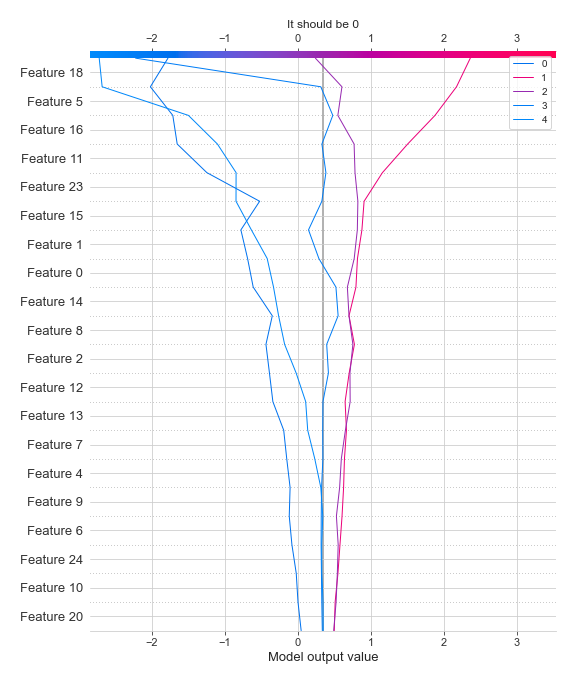 It should be 0
−2 −1 0 1 2 3
0
1
2
3
4
Feature 18
Feature 5
Feature 16
Feature 11
Feature 23
Feature 15
Feature 1
Feature 0
Feature 14
Feature 8
Feature 2
Feature 12
Feature 13
Feature 7
Feature 4
Feature 9
Feature 6
Feature 24
Feature 10
Feature 20
−2 −1 0 1 2 3
Model output value